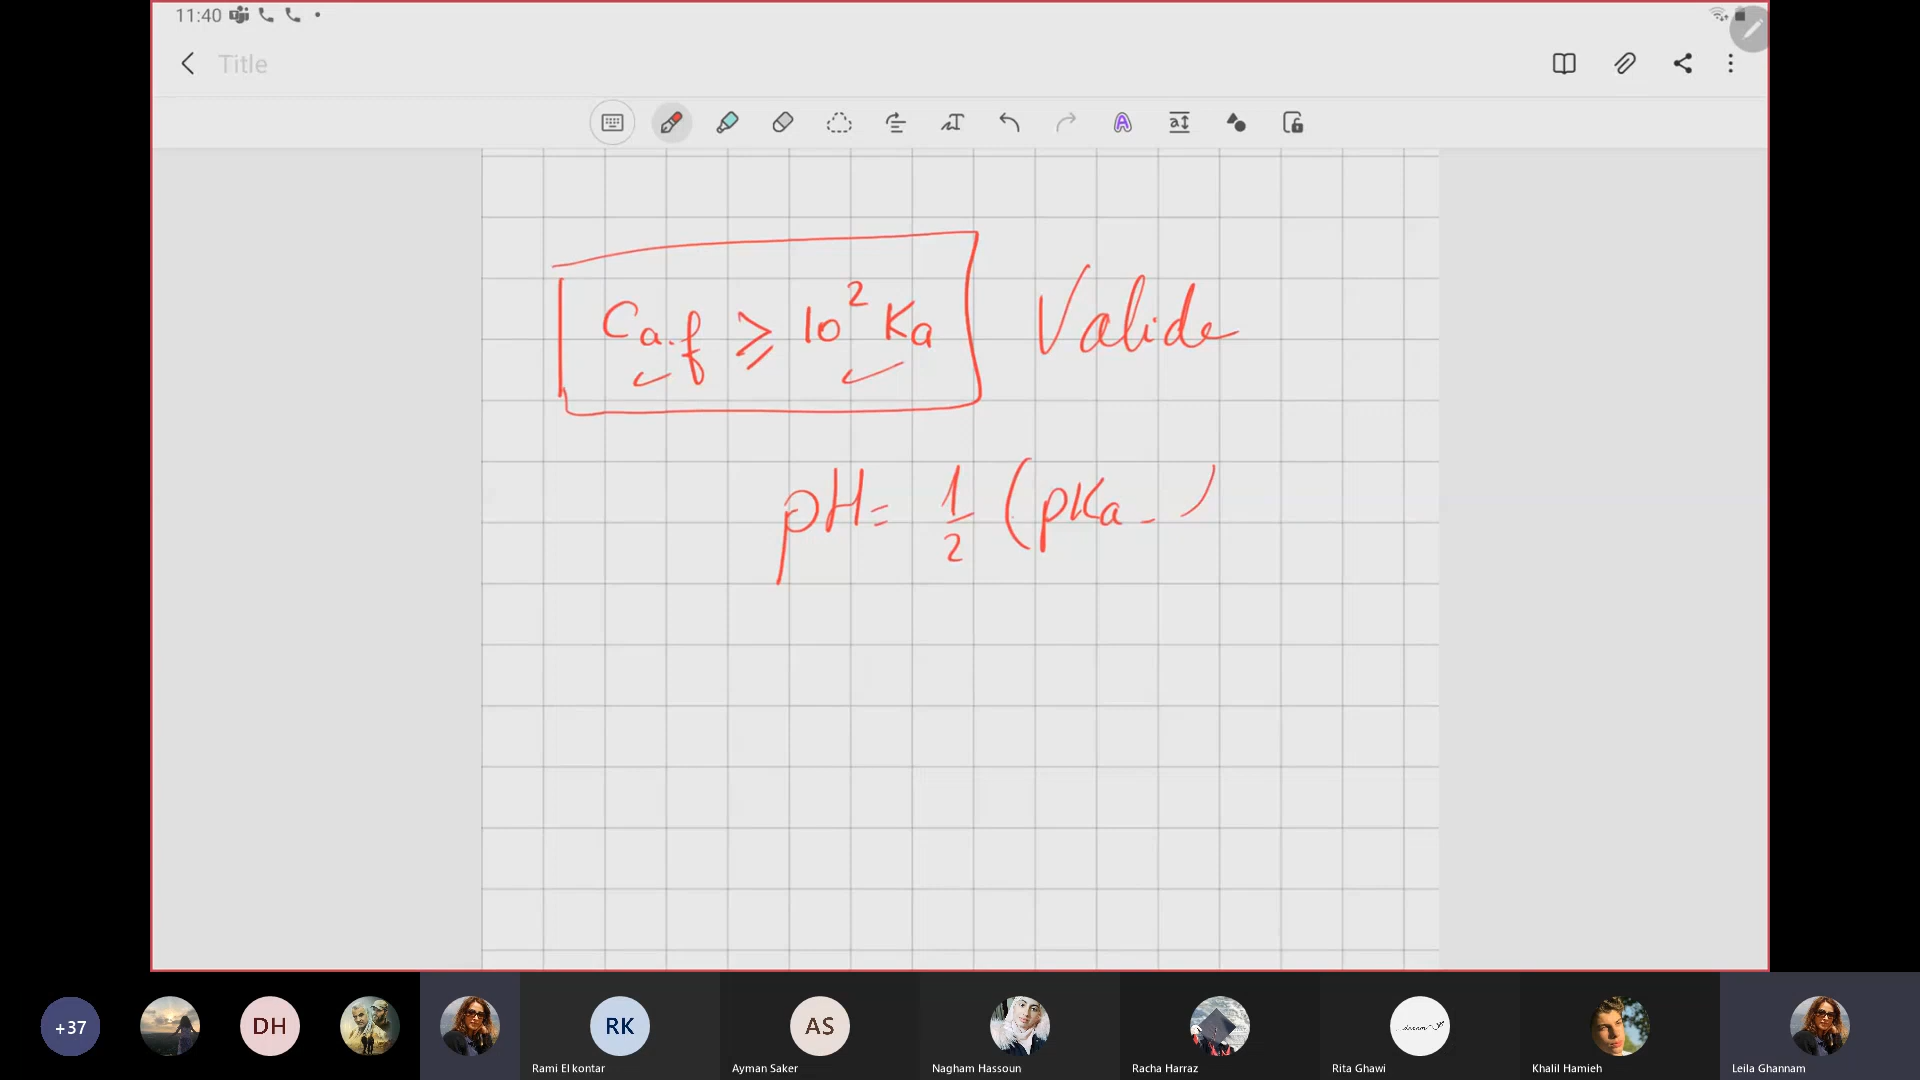 11:40
Title
Ca.f ⩾ 10² Ka Valide
pH = 1/2 (pKa - )
+37
DH
RK
AS
Rami El kontar
Ayman Saker
Nagham Hassoun
Racha Harraz
Rita Ghawi
Khalil Hamieh
Leila Ghannam